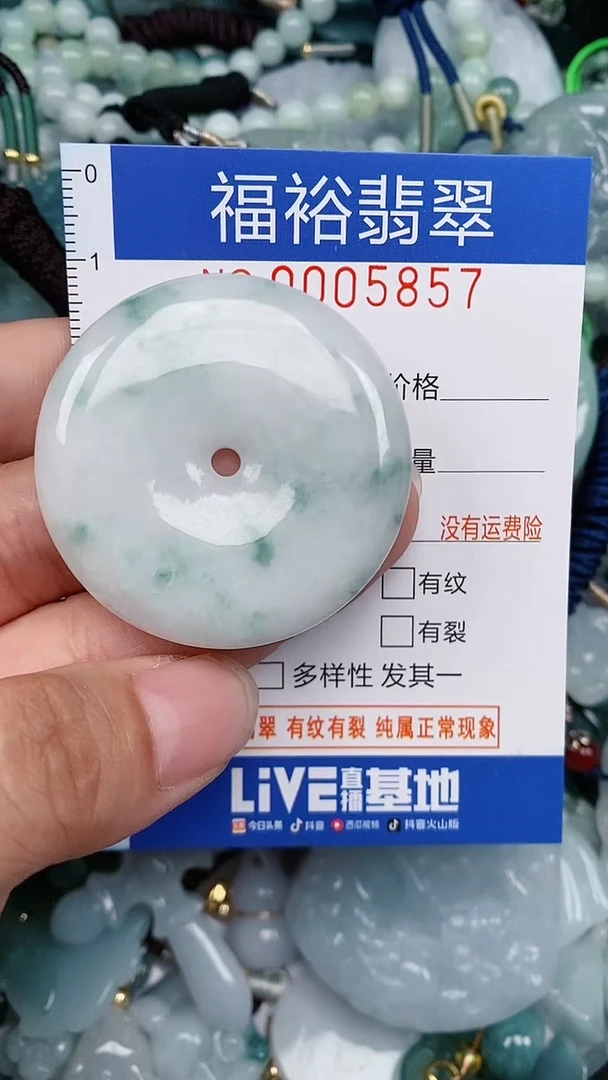 0
福裕翡翠
1
NO.0005857
价格
量
没有运费险
有纹
有裂
多样性 发其一
翠 有纹有裂 纯属正常现象
LiVE直播基地
今日头条 抖音 西瓜视频 抖音火山版